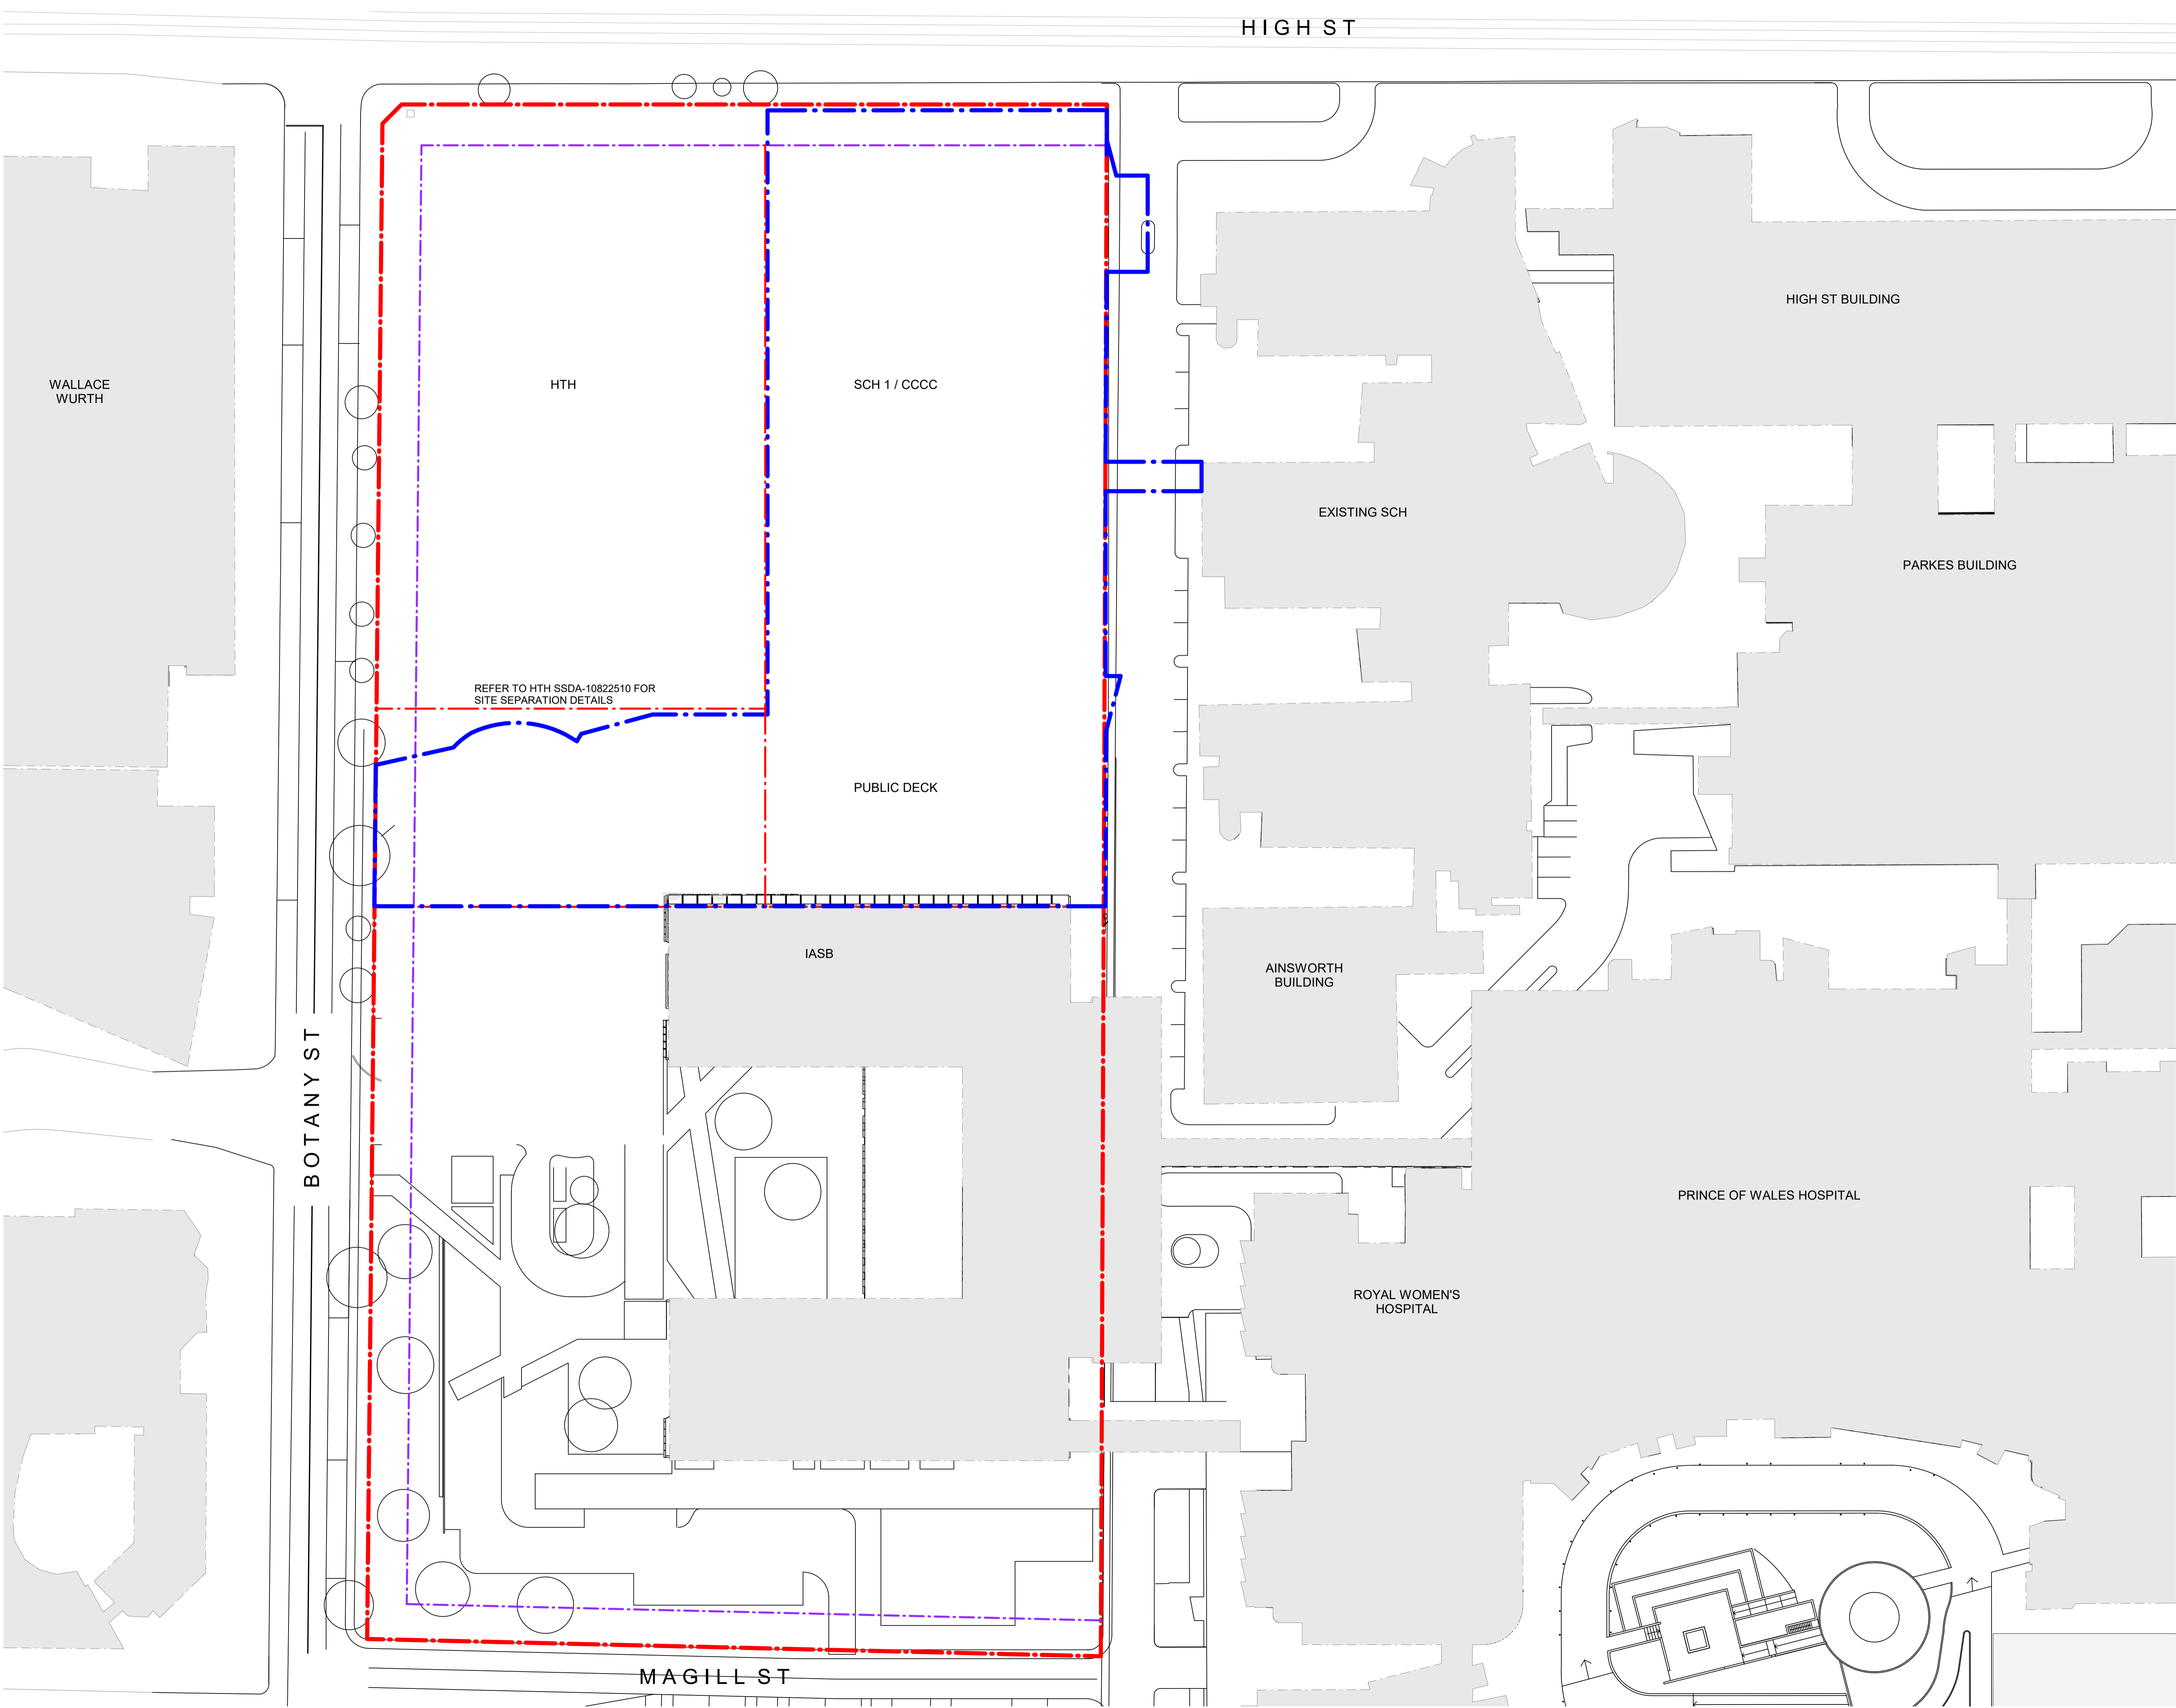 HIGH ST
HIGH ST BUILDING
WALLACE
WURTH
HTH
SCH 1 / CCCC
EXISTING SCH
PARKES BUILDING
REFER TO HTH SSDA-10822510 FOR
SITE SEPARATION DETAILS
PUBLIC DECK
IASB
AINSWORTH
BUILDING
BOTANY ST
PRINCE OF WALES HOSPITAL
ROYAL WOMEN'S
HOSPITAL
MAGILL ST